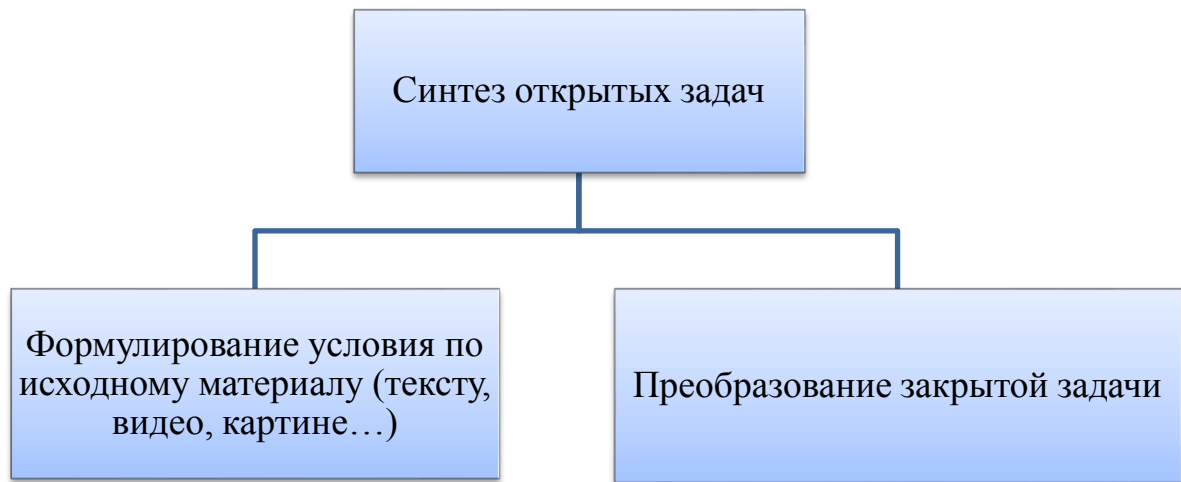 Синтез открытых задач
Формулирование условия по
исходному материалу (тексту,
видео, картине…)
Преобразование закрытой задачи